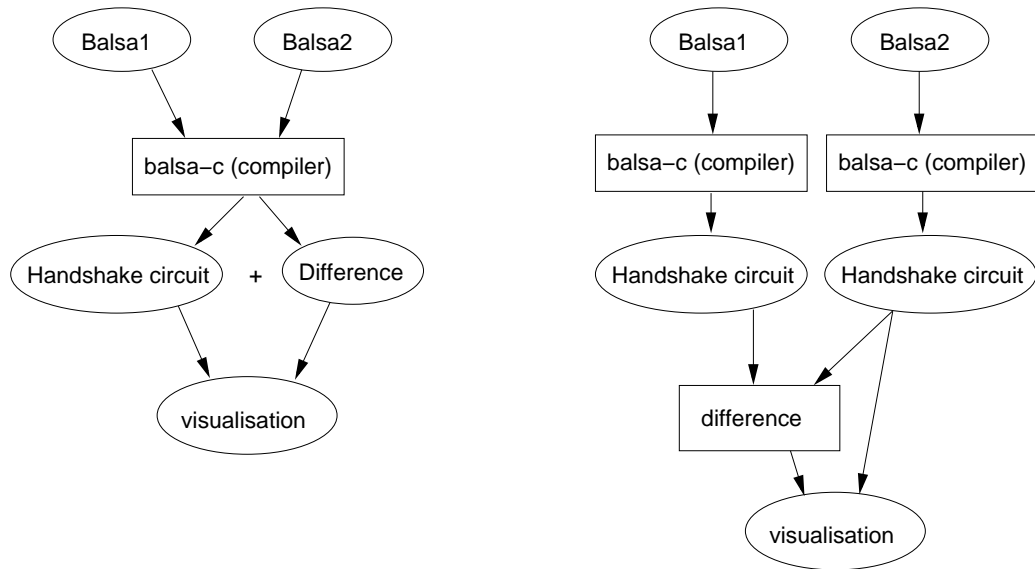 Balsa1
Balsa2
balsa−c (compiler)
Handshake circuit
+
Difference
visualisation
Balsa1
Balsa2
balsa−c (compiler)
balsa−c (compiler)
Handshake circuit
Handshake circuit
difference
visualisation